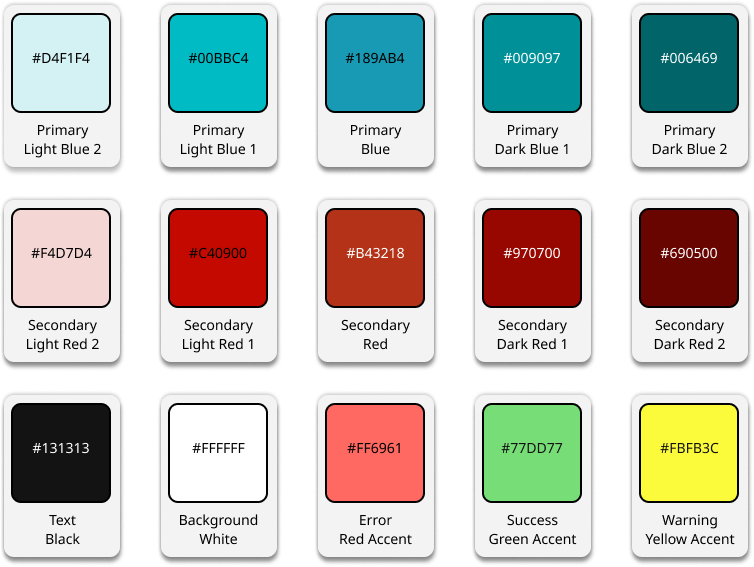 #D4F1F4
Primary
Light Blue 2
#00BBC4
Primary
Light Blue 1
#189AB4
Primary
Blue
#009097
Primary
Dark Blue 1
#006469
Primary
Dark Blue 2
#F4D7D4
Secondary
Light Red 2
#C40900
Secondary
Light Red 1
#B43218
Secondary
Red
#970700
Secondary
Dark Red 1
#690500
Secondary
Dark Red 2
#131313
Text
Black
#FFFFFF
Background
White
#FF6961
Error
Red Accent
#77DD77
Success
Green Accent
#FBFB3C
Warning
Yellow Accent